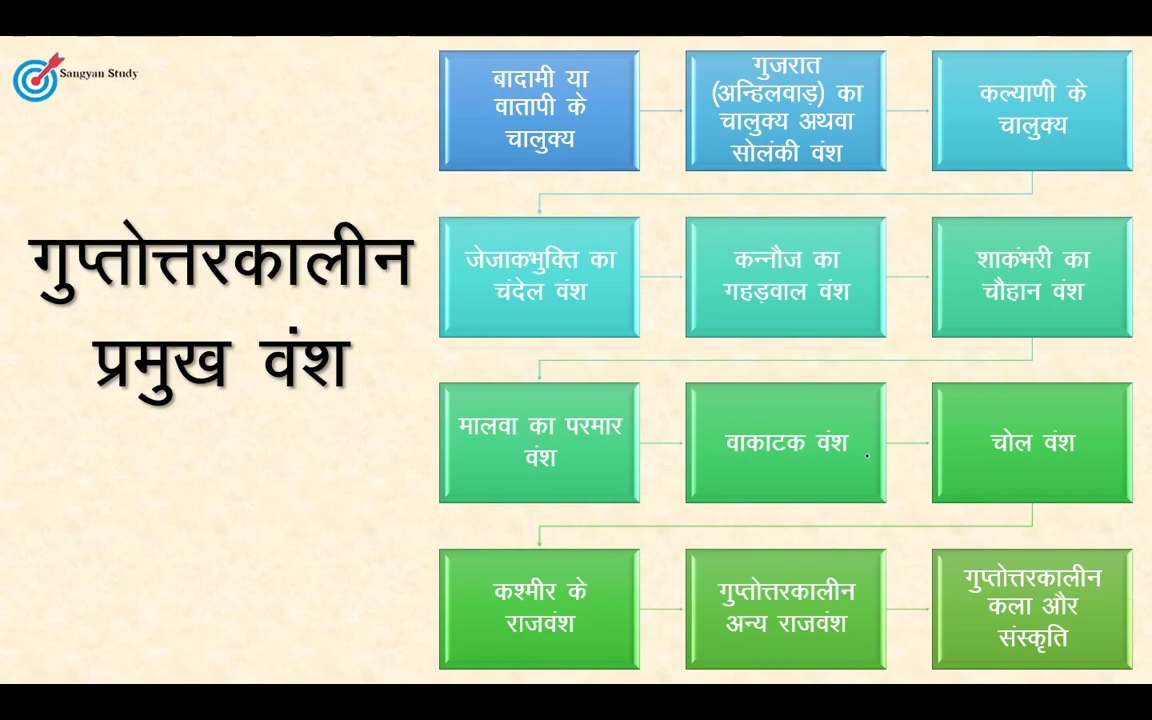 Sangyan Study
गुप्तोत्तरकालीन
प्रमुख वंश
बादामी या
वातापी के
चालुक्य
गुजरात
(अन्हिलवाड़) का
चालुक्य अथवा
सोलंकी वंश
कल्याणी के
चालुक्य
जेजाकभुक्ति का
चंदेल वंश
कन्नौज का
गहड़वाल वंश
शाकंभरी का
चौहान वंश
मालवा का परमार
वंश
वाकाटक वंश
चोल वंश
कश्मीर के
राजवंश
गुप्तोत्तरकालीन
अन्य राजवंश
गुप्तोत्तरकालीन
कला और
संस्कृति